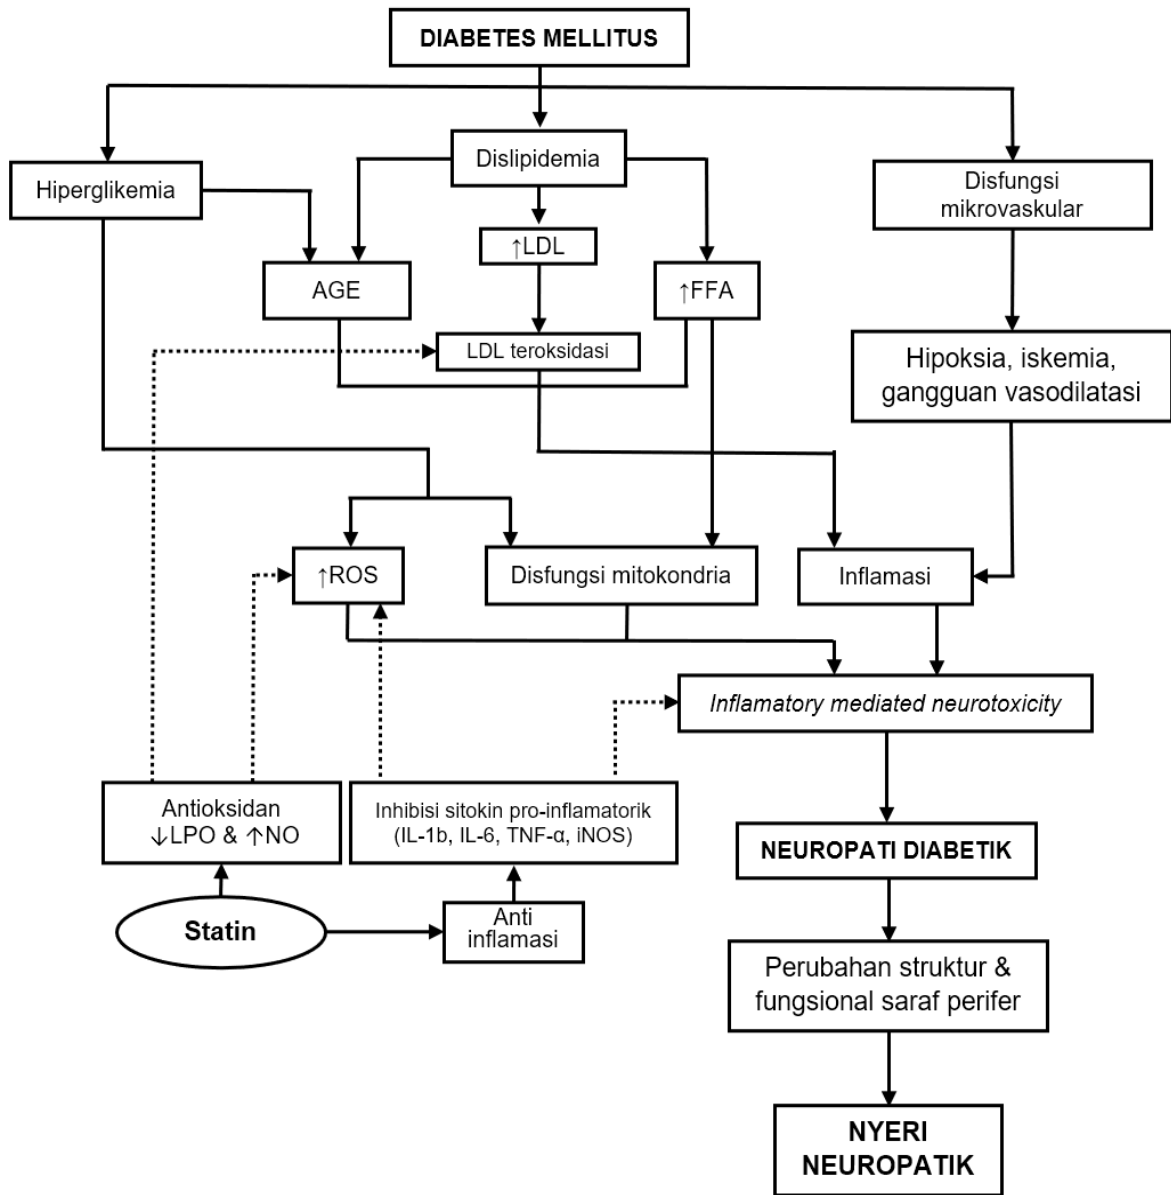 DIABETES MELLITUS
Dislipidemia
Hiperglikemia
Disfungsi
mikrovaskular
↑LDL
AGE
↑FFA
LDL teroksidasi
Hipoksia, iskemia,
gangguan vasodilatasi
↑ROS
Disfungsi mitokondria
Inflamasi
Inflamatory mediated neurotoxicity
Antioksidan
↓LPO & ↑NO
Inhibisi sitokin pro-inflamatorik
(IL-1b, IL-6, TNF-α, iNOS)
NEUROPATI DIABETIK
Statin
Anti
inflamasi
Perubahan struktur &
fungsional saraf perifer
NYERI
NEUROPATIK